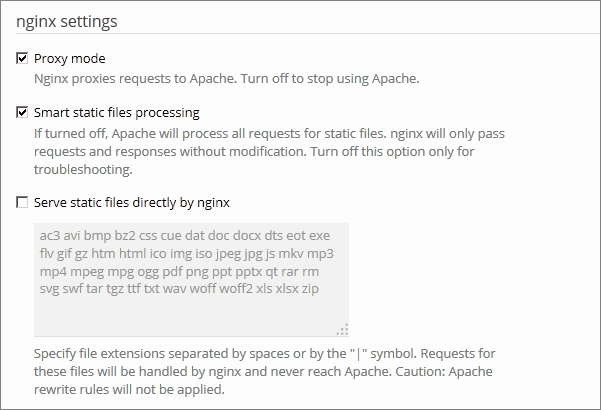 nginx settings
Proxy mode
Nginx proxies requests to Apache. Turn off to stop using Apache.
Smart static files processing
If turned off, Apache will process all requests for static files. nginx will only pass
requests and responses without modification. Turn off this option only for
troubleshooting.
Serve static files directly by nginx
ac3 avi bmp bz2 css cue dat doc docx dts eot exe
flv gif gz htm html ico img iso jpeg jpg js mkv mp3
mp4 mpeg mpg ogg pdf png ppt pptx qt rar rm
svg swf tar tgz ttf txt wav woff woff2 xls xlsx zip
Specify file extensions separated by spaces or by the "|" symbol. Requests for
these files will be handled by nginx and never reach Apache. Caution: Apache
rewrite rules will not be applied.